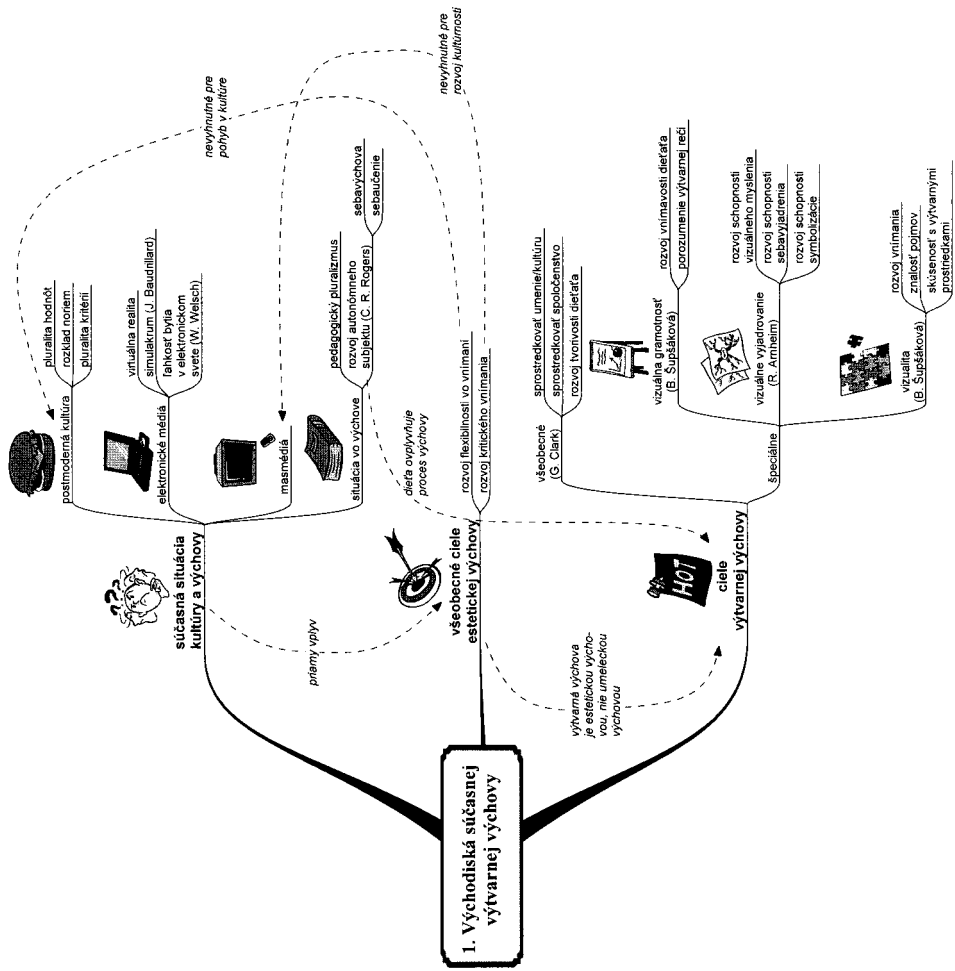 1. Východiská súčasnej
výtvarnej výchovy
súčasná situácia
kultúry a výchovy
postmoderná kultúra
pluralita hodnôt
rozklad noriem
pluralita kritérií
elektronické médiá
virtuálna realita
simulakrum (J. Baudrillard)
ľahkosť bytia
v elektronickom
svete (W. Welsch)
masmédiá
situácia vo výchove
pedagogický pluralizmus
rozvoj autonómneho
subjektu (C. R. Rogers)
sebavýchova
sebaučenie
nevyhnutné pre
pohyb v kultúre
nevyhnutné pre
rozvoj kultúrnosti
priamy vplyv
dieťa ovplyvňuje
proces výchovy
všeobecné ciele
estetickej výchovy
rozvoj flexibilnosti vo vnímaní
rozvoj kritického vnímania
výtvarná výchova
je estetickou výcho-
vou, nie umeleckou
výchovou
HOT
ciele
výtvarnej výchovy
všeobecné
(G. Clark)
sprostredkovať umenie/kultúru
sprostredkovať spoločenstvo
rozvoj tvorivosti dieťaťa
špeciálne
vizuálna gramotnosť
(B. Šupšáková)
rozvoj vnímavosti dieťaťa
porozumenie výtvarnej reči
vizuálne vyjadrovanie
(R. Arnheim)
rozvoj schopnosti
vizuálneho myslenia
rozvoj schopnosti
sebavyjadrenia
rozvoj schopnosti
symbolizácie
vizualita
(B. Šupšáková)
rozvoj vnímania
znalosť pojmov
skúsenosť s výtvarnými
prostriedkami